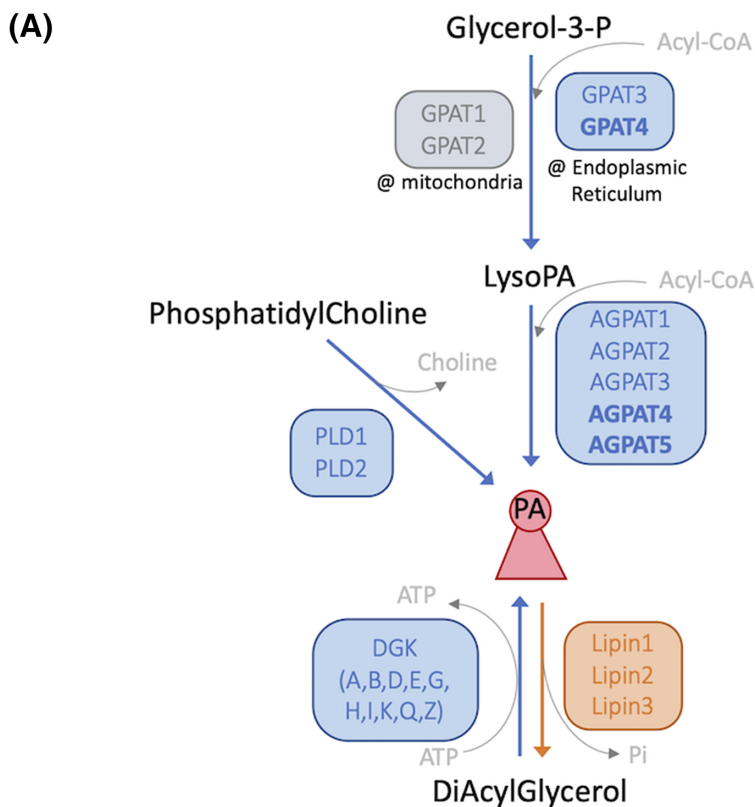 (A)
Glycerol-3-P
Acyl-CoA
GPAT1
GPAT2
@ mitochondria
GPAT3
GPAT4
@ Endoplasmic
Reticulum
LysoPA
Acyl-CoA
PhosphatidylCholine
Choline
AGPAT1
AGPAT2
AGPAT3
AGPAT4
AGPAT5
PLD1
PLD2
PA
ATP
DGK
(A,B,D,E,G,
H,I,K,Q,Z)
ATP
Lipin1
Lipin2
Lipin3
Pi
DiAcylGlycerol